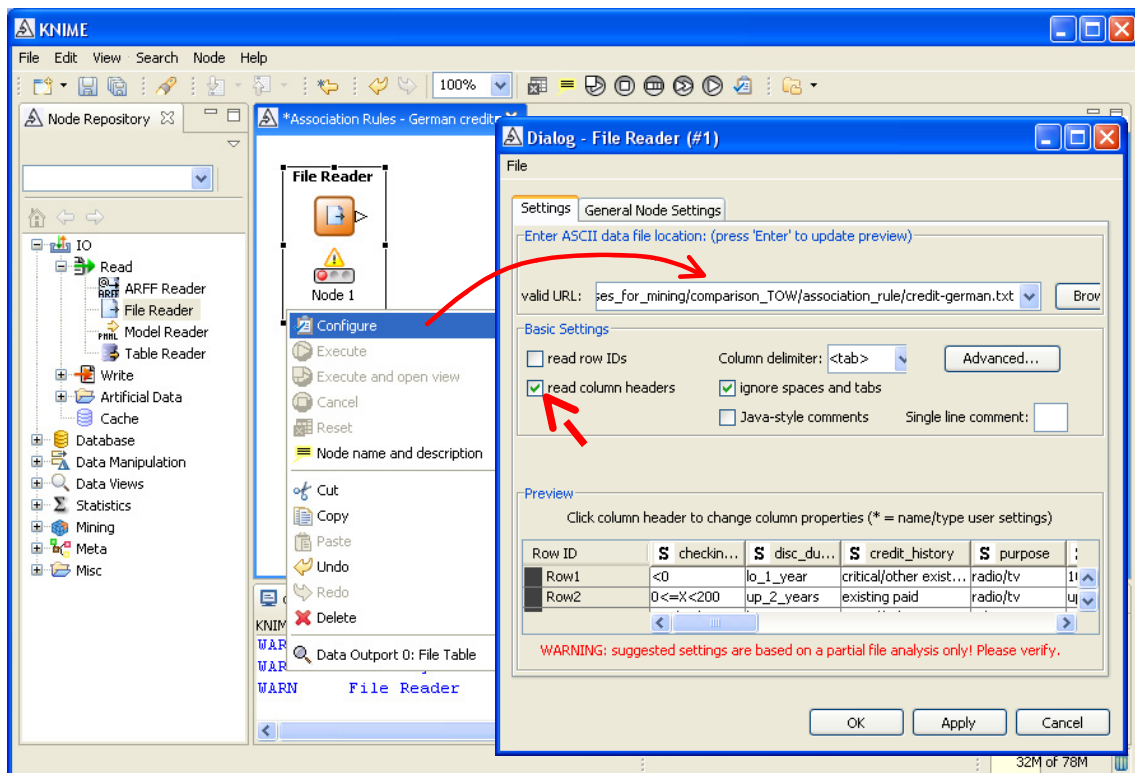 KNIME
File Edit View Search Node Help
100%
Node Repository
*Association Rules - German credit
IO
Read
ARFF Reader
File Reader
Model Reader
Table Reader
Write
Artificial Data
Cache
Database
Data Manipulation
Data Views
Statistics
Mining
Meta
Misc
File Reader
Node 1
Configure
Execute
Execute and open view
Cancel
Reset
Node name and description
Cut
Copy
Paste
Undo
Redo
Delete
Data Outport 0: File Table
KNIM
WAR
WAR
WARN File Reader
Dialog - File Reader (#1)
File
Settings General Node Settings
Enter ASCII data file location: (press 'Enter' to update preview)
valid URL: ses_for_mining/comparison_TOW/association_rule/credit-german.txt Brow
Basic Settings
read row IDs Column delimiter: <tab> Advanced...
read column headers ignore spaces and tabs
Java-style comments Single line comment:
Preview
Click column header to change column properties (* = name/type user settings)
Row ID S checkin... S disc_du... S credit_history S purpose
Row1 <0 lo_1_year critical/other exist... radio/tv
Row2 0<=X<200 up_2_years existing paid radio/tv
WARNING: suggested settings are based on a partial file analysis only! Please verify.
OK Apply Cancel
32M of 78M